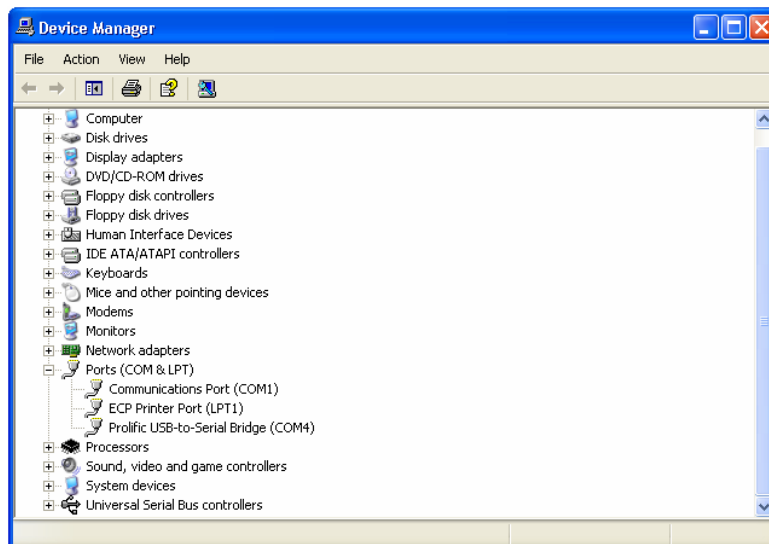 Device Manager
File Action View Help
Computer
Disk drives
Display adapters
DVD/CD-ROM drives
Floppy disk controllers
Floppy disk drives
Human Interface Devices
IDE ATA/ATAPI controllers
Keyboards
Mice and other pointing devices
Modems
Monitors
Network adapters
Ports (COM & LPT)
Communications Port (COM1)
ECP Printer Port (LPT1)
Prolific USB-to-Serial Bridge (COM4)
Processors
Sound, video and game controllers
System devices
Universal Serial Bus controllers